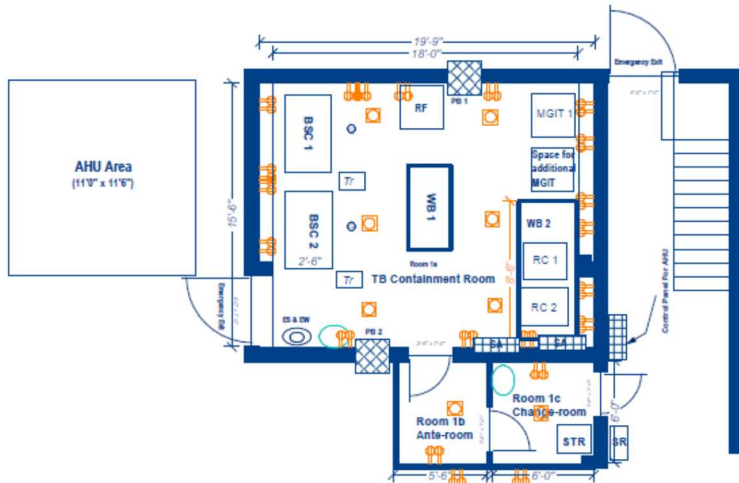 19'-9"
18'-0"
Emergency Exit
PB 1
RF
MGIT 1
BSC 1
AHU Area
(11'0" x 11'6")
Tr
Space for
additional
MGIT
WB 1
WB 2
15'-6"
BSC 2
2'-6"
Room 1a
TB Containment Room
8'-6"
RC 1
RC 2
Tr
Emergency Exit
ES & EW
PB 2
SA
SA
Control Panel For AHU
Room 1b
Ante-room
Room 1c
Change-room
6'-0"
STR
SR
5'-6"
6'-0"